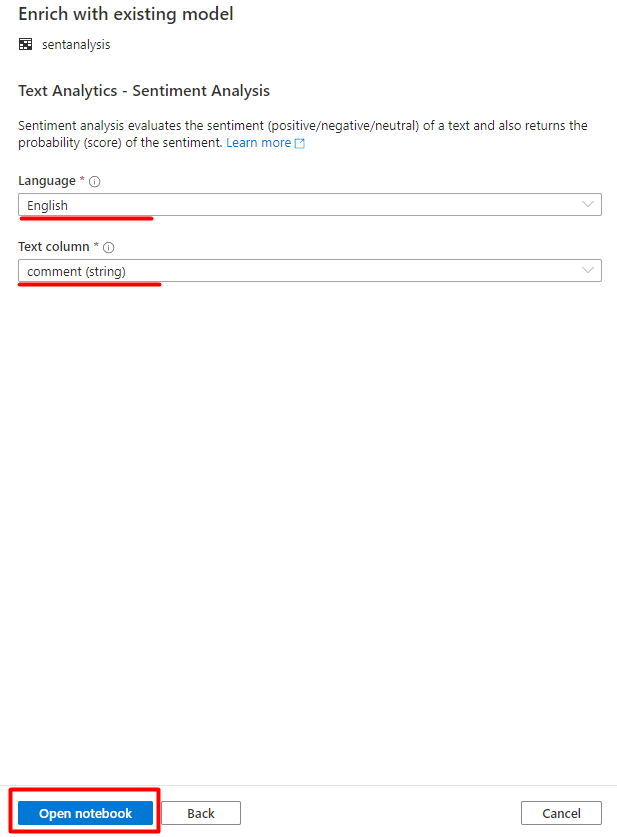 Enrich with existing model
sentanalysis
Text Analytics - Sentiment Analysis
Sentiment analysis evaluates the sentiment (positive/negative/neutral) of a text and also returns the
probability (score) of the sentiment. Learn more
Language *
English
Text column *
comment (string)
Open notebook Back Cancel